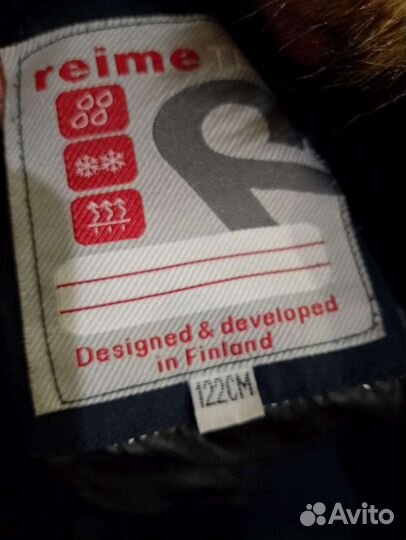 reime
Designed & developed
in Finland
122CM
Avito